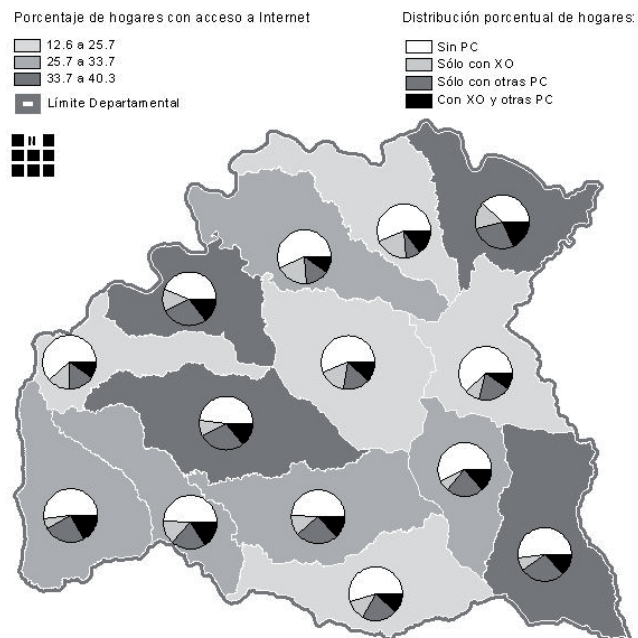 Porcentaje de hogares con acceso a Internet
12.6 a 25.7
25.7 a 33.7
33.7 a 40.3
Límite Departamental
N
Distribución porcentual de hogares:
Sin PC
Sólo con XO
Sólo con otras PC
Con XO y otras PC